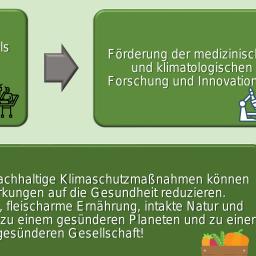 ls
Förderung der medizinisch
und klimatologischen
Forschung und Innovation
achhaltige Klimaschutzmaßnahmen können
rkungen auf die Gesundheit reduzieren.
, fleischarme Ernährung, intakte Natur und
zu einem gesünderen Planeten und zu einer
gesünderen Gesellschaft!